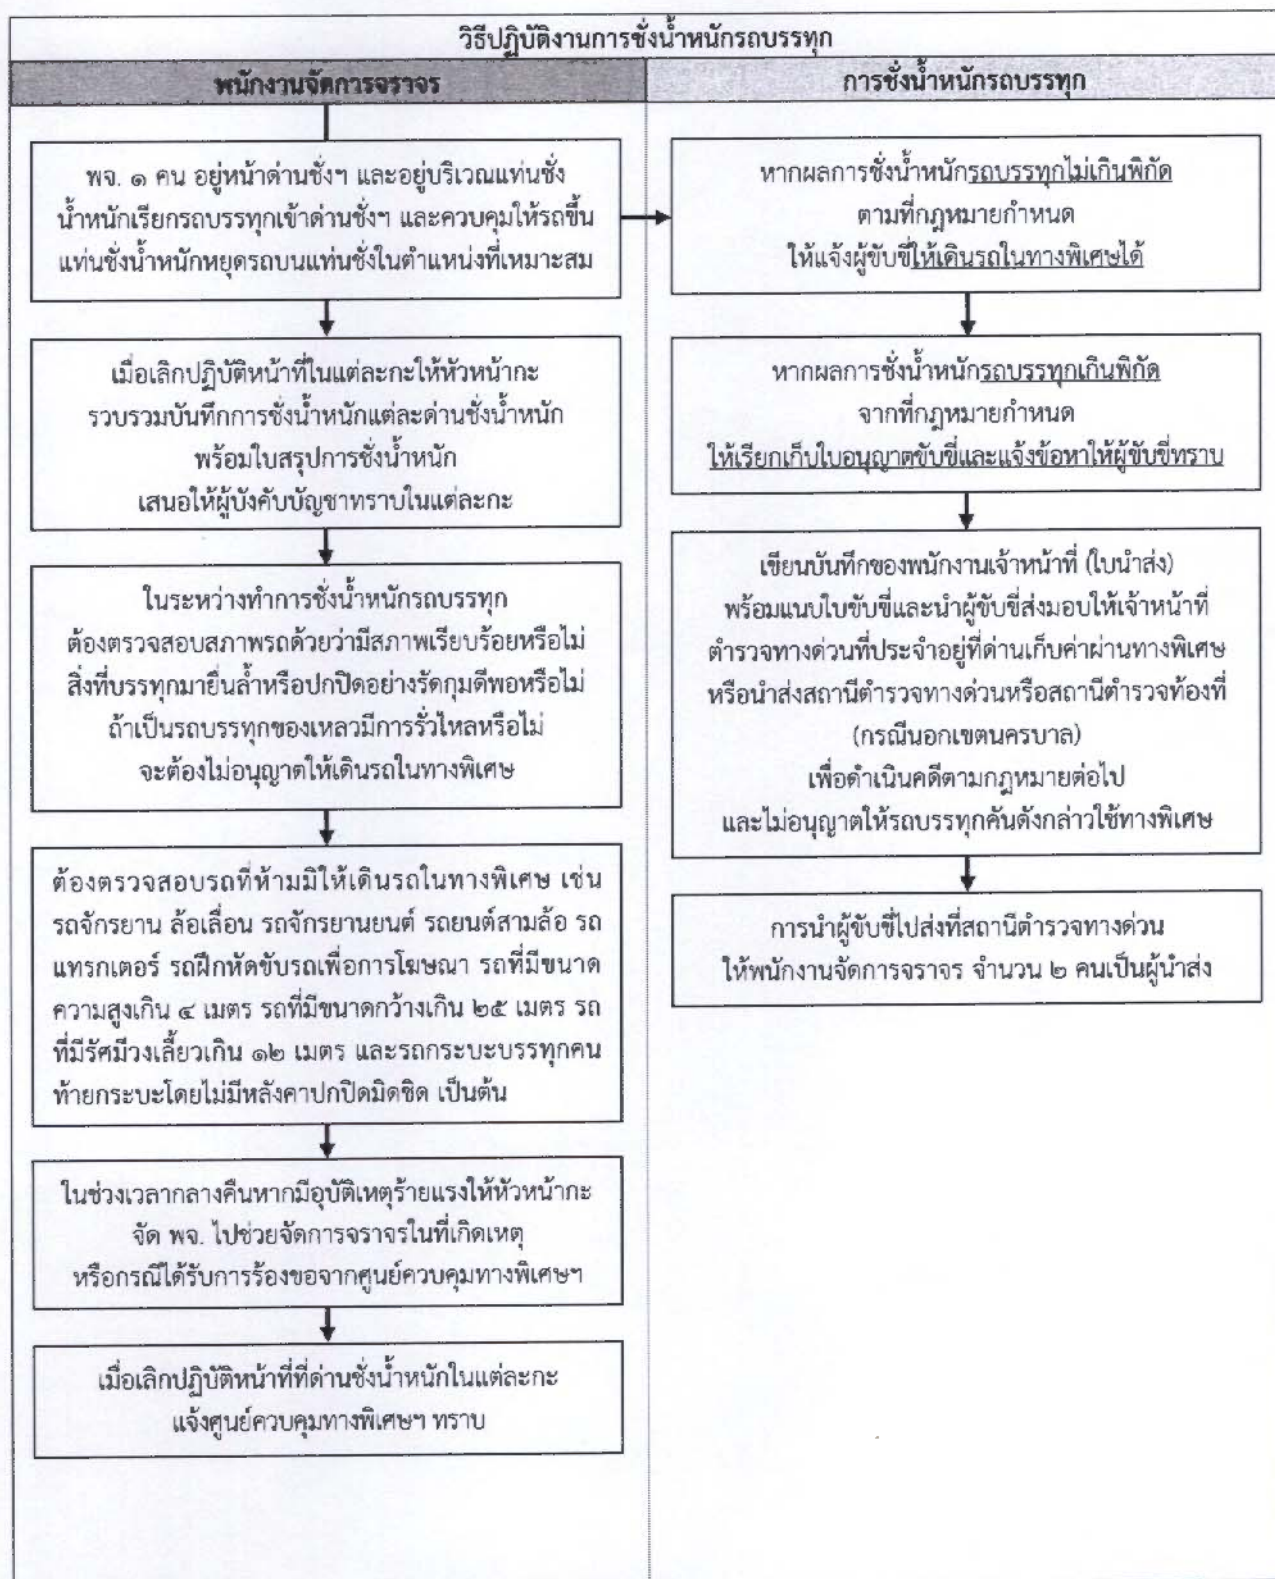 วิธีปฏิบัติงานการชั่งน้ำหนักรถบรรทุก
พนักงานจัดการจราจร
การชั่งน้ำหนักรถบรรทุก
พจ. ๑ คน อยู่หน้าด่านชั่งฯ และอยู่บริเวณแท่นชั่ง
น้ำหนักเรียกรถบรรทุกเข้าด่านชั่งฯ และควบคุมให้รถขึ้น
แท่นชั่งน้ำหนักหยุดรถบนแท่นชั่งในตำแหน่งที่เหมาะสม
เมื่อเลิกปฏิบัติหน้าที่ในแต่ละกะให้หัวหน้ากะ
รวบรวมบันทึกการชั่งน้ำหนักแต่ละด่านชั่งน้ำหนัก
พร้อมใบสรุปการชั่งน้ำหนัก
เสนอให้ผู้บังคับบัญชาทราบในแต่ละกะ
ในระหว่างทำการชั่งน้ำหนักรถบรรทุก
ต้องตรวจสอบสภาพรถด้วยว่ามีสภาพเรียบร้อยหรือไม่
สิ่งที่บรรทุกมายื่นล้ำหรือปกปิดอย่างรัดกุมดีพอหรือไม่
ถ้าเป็นรถบรรทุกของเหลวมีการรั่วไหลหรือไม่
จะต้องไม่อนุญาตให้เดินรถในทางพิเศษ
ต้องตรวจสอบรถที่ห้ามมิให้เดินรถในทางพิเศษ เช่น
รถจักรยาน ล้อเลื่อน รถจักรยานยนต์ รถยนต์สามล้อ รถ
แทรกเตอร์ รถฝึกหัดขับรถเพื่อการโฆษณา รถที่มีขนาด
ความสูงเกิน ๔ เมตร รถที่มีขนาดกว้างเกิน ๒๕ เมตร รถ
ที่มีรัศมีวงเลี้ยวเกิน ๑๒ เมตร และรถกระบะบรรทุกคน
ท้ายกระบะโดยไม่มีหลังคาปกปิดมิดชิด เป็นต้น
ในช่วงเวลากลางคืนหากมีอุบัติเหตุร้ายแรงให้หัวหน้ากะ
จัด พจ. ไปช่วยจัดการจราจรในที่เกิดเหตุ
หรือกรณีได้รับการร้องขอจากศูนย์ควบคุมทางพิเศษฯ
เมื่อเลิกปฏิบัติหน้าที่ที่ด่านชั่งน้ำหนักในแต่ละกะ
แจ้งศูนย์ควบคุมทางพิเศษฯ ทราบ
หากผลการชั่งน้ำหนักรถบรรทุกไม่เกินพิกัด
ตามที่กฎหมายกำหนด
ให้แจ้งผู้ขับขี่ให้เดินรถในทางพิเศษได้
หากผลการชั่งน้ำหนักรถบรรทุกเกินพิกัด
จากที่กฎหมายกำหนด
ให้เรียกเก็บใบอนุญาตขับขี่และแจ้งข้อหาให้ผู้ขับขี่ทราบ
เขียนบันทึกของพนักงานเจ้าหน้าที่ (ใบนำส่ง)
พร้อมแนบใบขับขี่และนำผู้ขับขี่ส่งมอบให้เจ้าหน้าที่
ตำรวจทางด่วนที่ประจำอยู่ที่ด่านเก็บค่าผ่านทางพิเศษ
หรือนำส่งสถานีตำรวจทางด่วนหรือสถานีตำรวจท้องที่
(กรณีนอกเขตนครบาล)
เพื่อดำเนินคดีตามกฎหมายต่อไป
และไม่อนุญาตให้รถบรรทุกคันดังกล่าวใช้ทางพิเศษ
การนำผู้ขับขี่ไปส่งที่สถานีตำรวจทางด่วน
ให้พนักงานจัดการจราจร จำนวน ๒ คนเป็นผู้นำส่ง